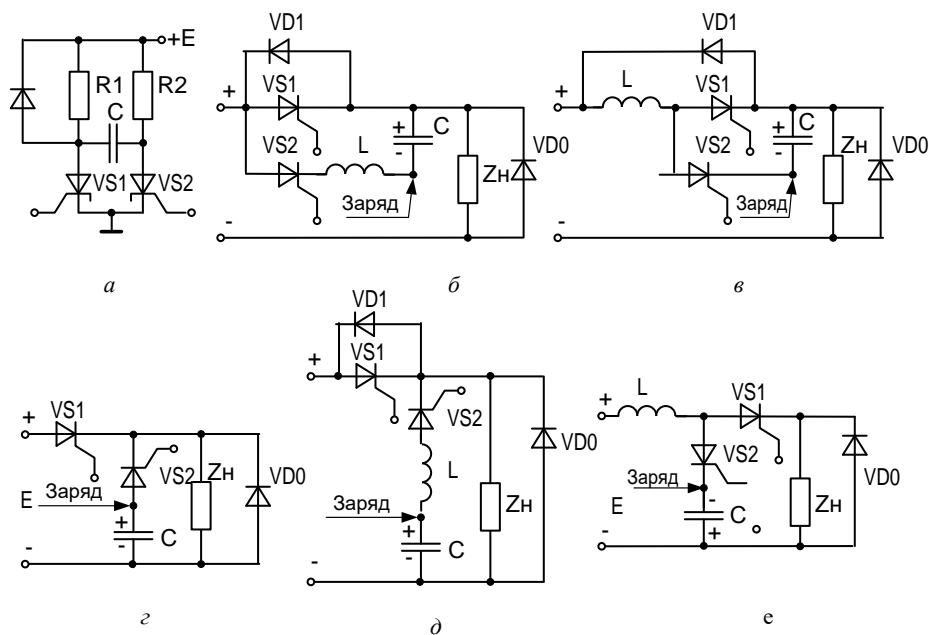 +E
R1
R2
C
VS1
VS2
а
VD1
+
VS1
VS2
L
+
-
C
Zн
VD0
Заряд
-
б
VD1
+
L
VS1
VS2
+
-
C
Zн
VD0
Заряд
-
в
+
VS1
VS2
Zн
VD0
E
Заряд
+
-
C
-
г
VD1
+
VS1
VS2
L
Заряд
+
-
C
Zн
VD0
-
д
+
L
VS1
VS2
VD0
Заряд
E
-
+
C
Zн
-
е